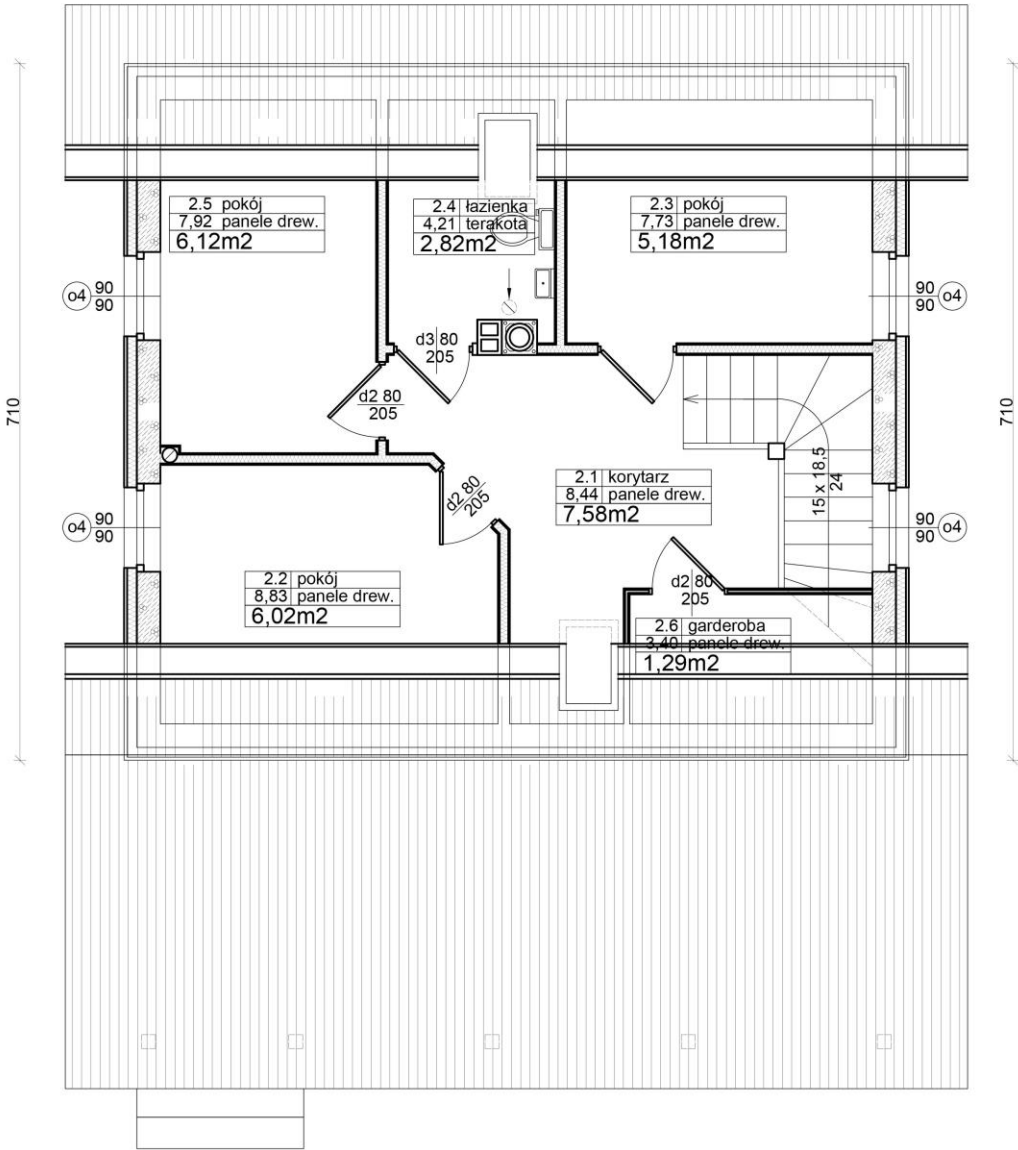 710
710
2.5 pokój
7,92 panele drew.
6,12m2
2.4 łazienka
4,21 terakota
2,82m2
2.3 pokój
7,73 panele drew.
5,18m2
o4 90
90
90 o4
90
d3 80
205
d2 80
205
2.1 korytarz
8,44 panele drew.
7,58m2
15 x 18,5
24
d2 80
205
o4 90
90
90 o4
90
2.2 pokój
8,83 panele drew.
6,02m2
d2 80
205
2.6 garderoba
3,40 panele drew.
1,29m2